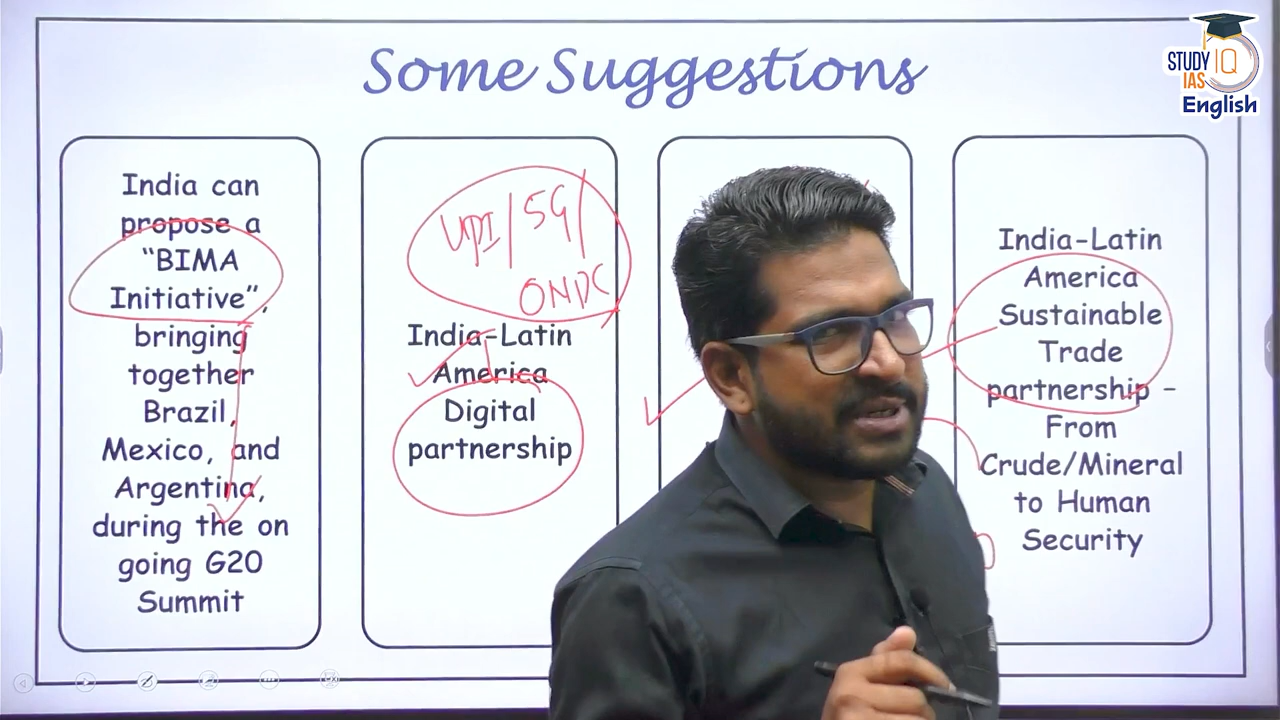 Some Suggestions
STUDY IQ
IAS
English
India can
propose a
“BIMA
Initiative”,
bringing
together
Brazil,
Mexico, and
Argentina,
during the on
going G20
Summit
UPI/5G/
ONDC
India-Latin
America
Digital
partnership
India-Latin
America
Sustainable
Trade
partnership –
From
Crude/Mineral
to Human
Security